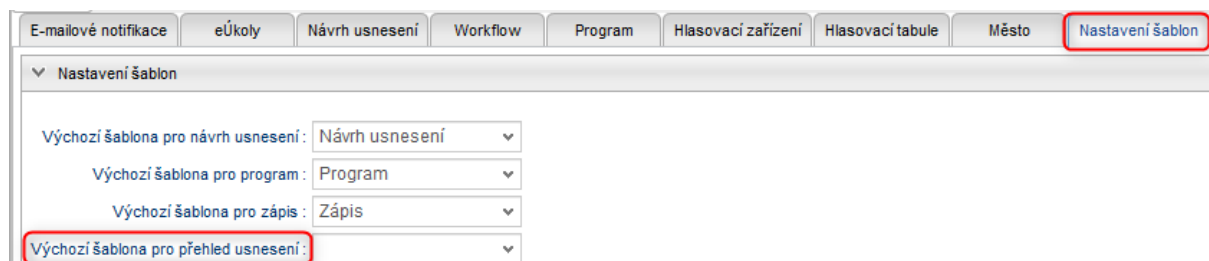 E-mailové notifikace eÚkoly Návrh usnesení Workflow Program Hlasovací zařízení Hlasovací tabule Město Nastavení šablon
Nastavení šablon
Výchozí šablona pro návrh usnesení : Návrh usnesení
Výchozí šablona pro program : Program
Výchozí šablona pro zápis : Zápis
Výchozí šablona pro přehled usnesení :